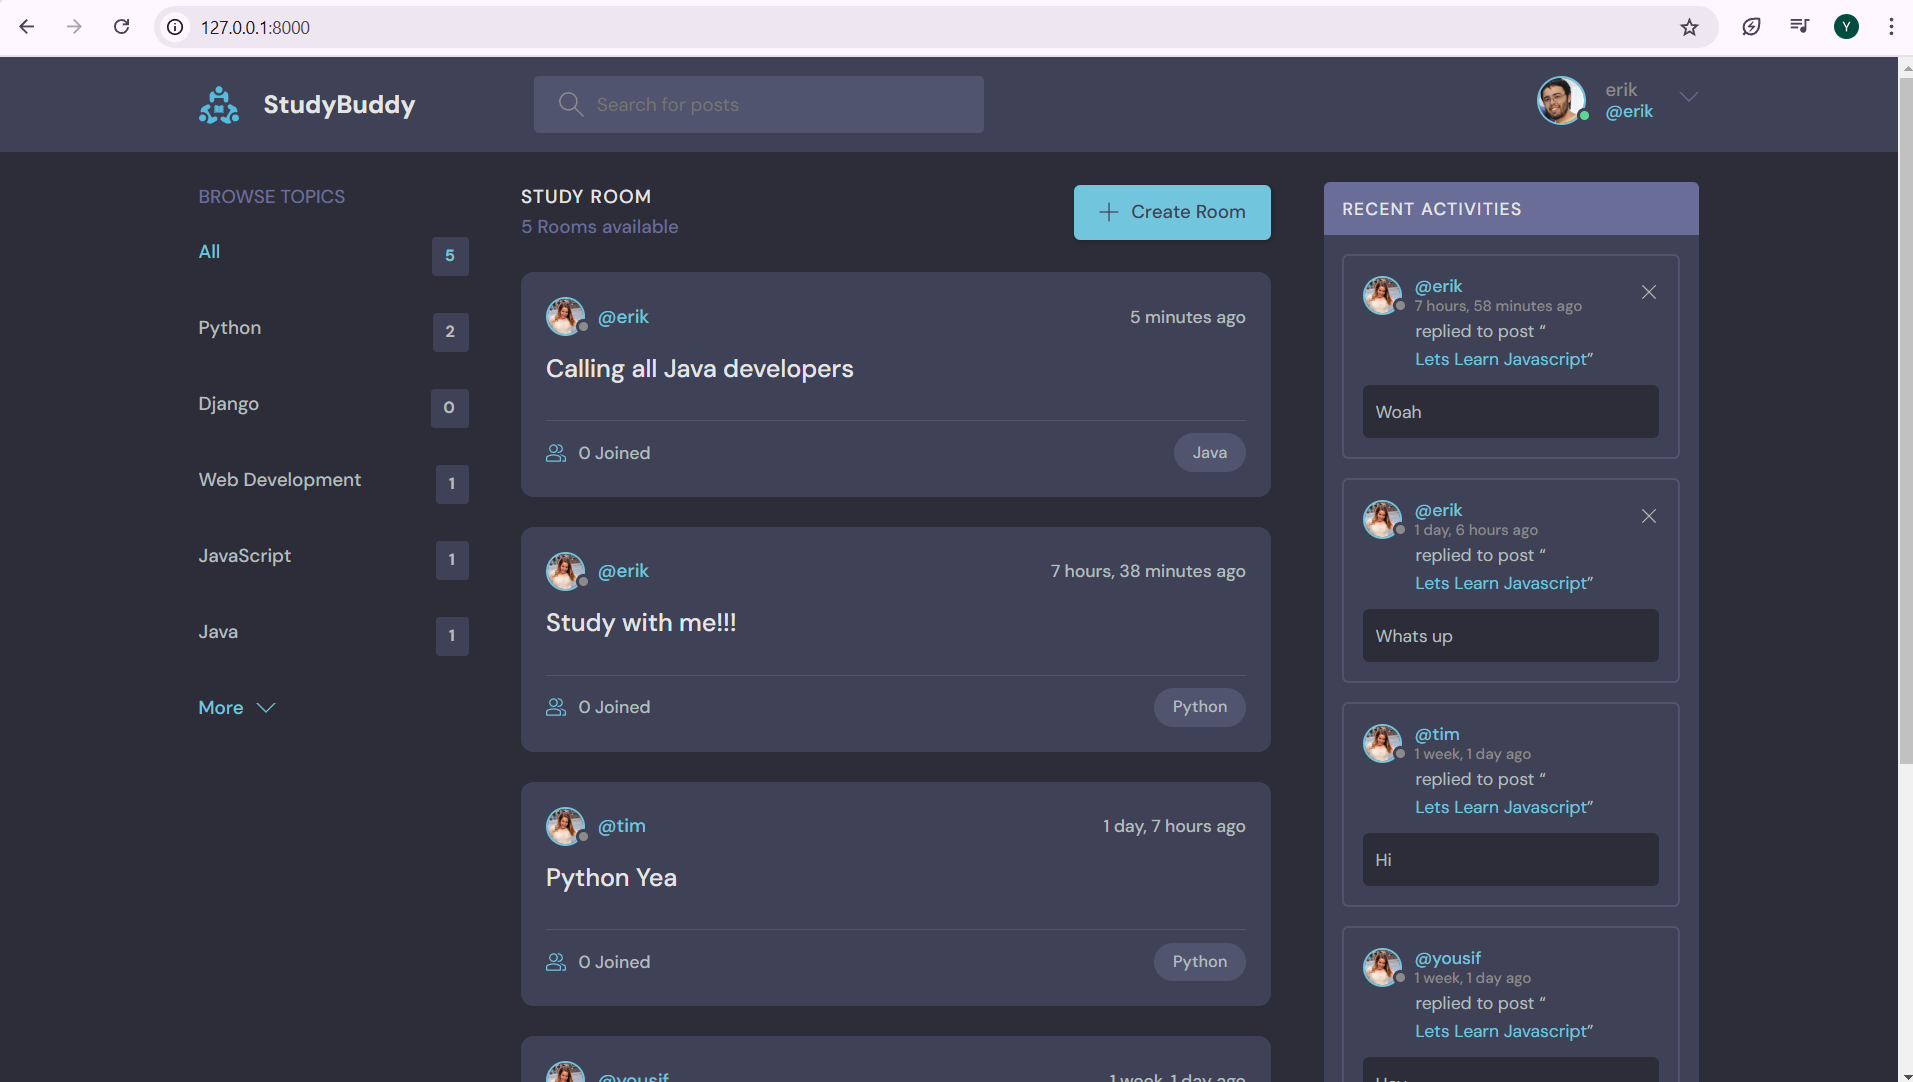 127.0.0.1:8000
Y
StudyBuddy
Search for posts
erik
@erik
BROWSE TOPICS
All 5
Python 2
Django 0
Web Development 1
JavaScript 1
Java 1
More
STUDY ROOM
5 Rooms available
Create Room
@erik 5 minutes ago
Calling all Java developers
0 Joined Java
@erik 7 hours, 38 minutes ago
Study with me!!!
0 Joined Python
@tim 1 day, 7 hours ago
Python Yea
0 Joined Python
@yousif 1 week, 1 day ago
RECENT ACTIVITIES
@erik
7 hours, 58 minutes ago
replied to post “
Lets Learn Javascript”
Woah
@erik
1 day, 6 hours ago
replied to post “
Lets Learn Javascript”
Whats up
@tim
1 week, 1 day ago
replied to post “
Lets Learn Javascript”
Hi
@yousif
1 week, 1 day ago
replied to post “
Lets Learn Javascript”